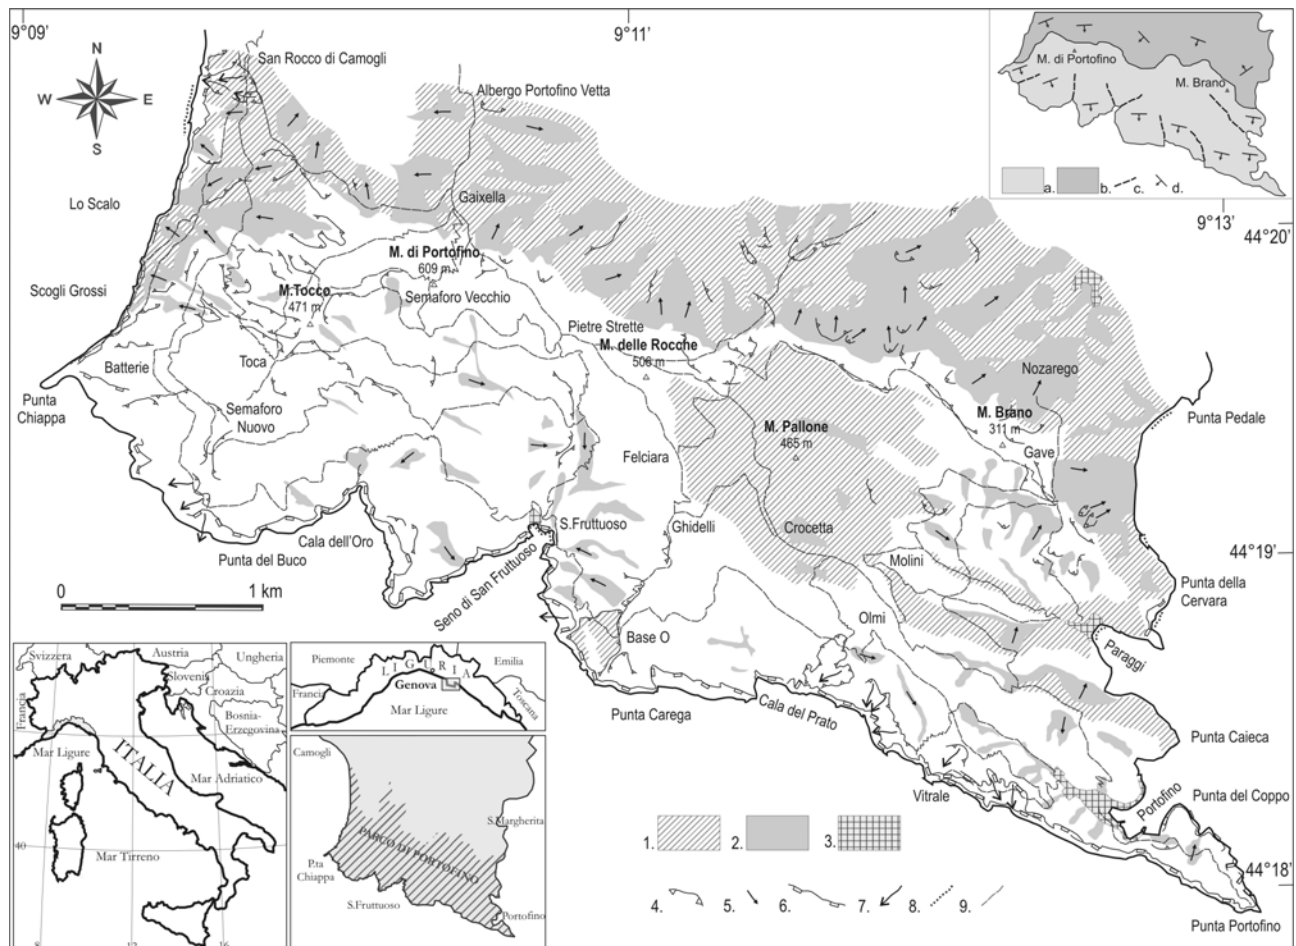 9°09'
9°11'
San Rocco di Camogli
N
W
E
S
Albergo Portofino Vetta
M. di Portofino
M. Brano
a.
b.
c.
d.
9°13'
44°20'
Lo Scalo
Gaixella
M. di Portofino
609 m
Scogli Grossi
M.Tocco
471 m
Semaforo Vecchio
Pietre Strette
M. delle Rocche
506 m
Batterie
Toca
Nozarego
Punta
Chiappa
Semaforo
Nuovo
M. Brano
311 m
Punta Pedale
M. Pallone
465 m
Felciara
Gave
S.Fruttuoso
Ghidelli
Crocetta
Cala dell'Oro
Punta del Buco
Seno di San Fruttuoso
Molini
44°19'
Punta della
Cervara
0
1 km
Olmi
Base O
Paraggi
Punta Carega
Cala del Prato
Punta Caieca
Vitrale
Portofino
Punta del Coppo
44°18'
Punta Portofino
Svizzera
Austria
Ungheria
Slovenia
Croazia
Francia
Bosnia-
Erzegovina
Mar Ligure
ITALIA
Mar Adriatico
Mar Tirreno
40
8
12
16
Piemonte
LIGURIA
Emilia
Francia
Genova
Toscana
Mar Ligure
Camogli
S.Margherita
PARCO DI PORTOFINO
P.ta
Chiappa
S.Fruttuoso
Portofino
1.
2.
3.
4.
5.
6.
7.
8.
9.